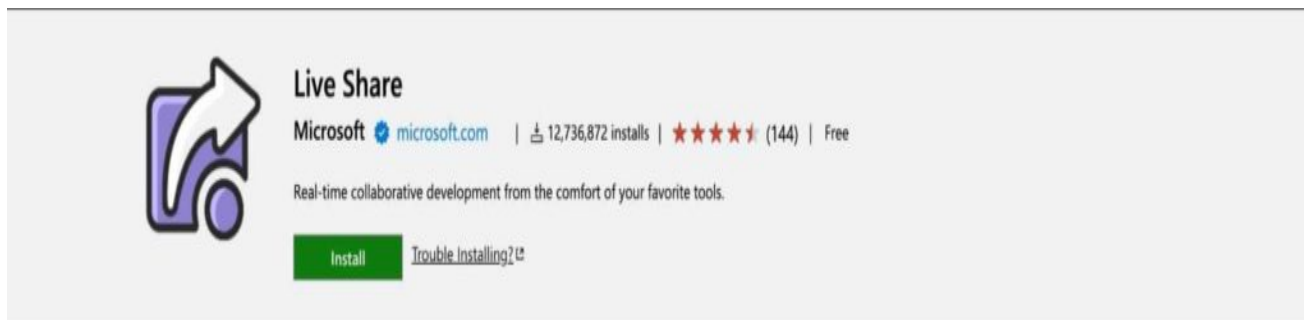 Live Share
Microsoft microsoft.com | 12,736,872 installs | (144) | Free
Real-time collaborative development from the comfort of your favorite tools.
Install Trouble Installing?